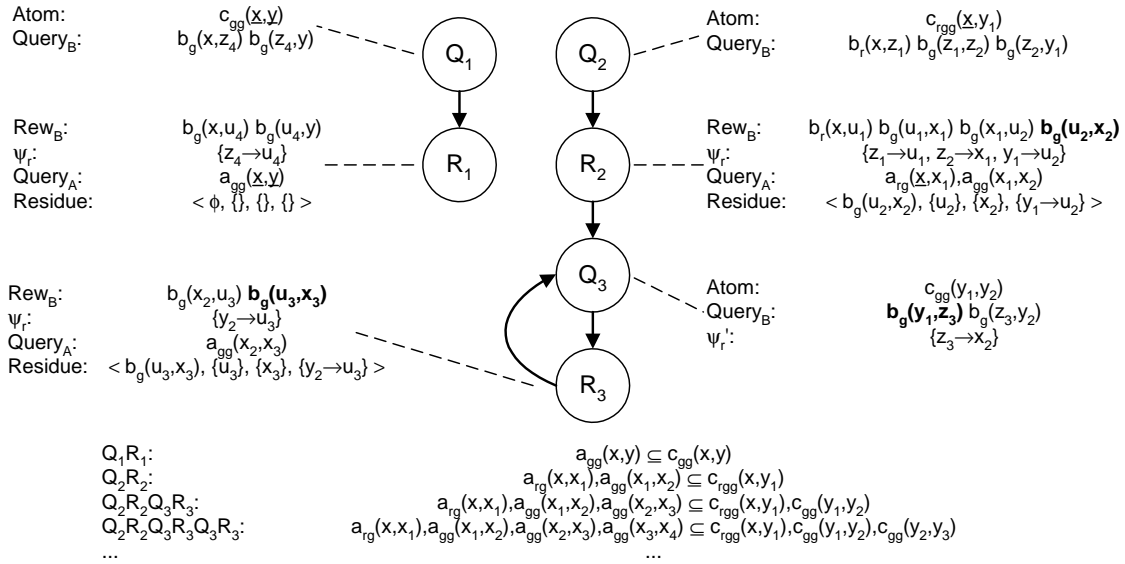 Atom: c_gg(x,y)
Query_B: b_g(x,z_4) b_g(z_4,y)
Q_1
Q_2
Atom: c_rgg(x,y_1)
Query_B: b_r(x,z_1) b_g(z_1,z_2) b_g(z_2,y_1)
Rew_B: b_g(x,u_4) b_g(u_4,y)
ψ_r: {z_4→u_4}
Query_A: a_gg(x,y)
Residue: < ϕ, {}, {}, {} >
R_1
R_2
Rew_B: b_r(x,u_1) b_g(u_1,x_1) b_g(x_1,u_2) b_g(u_2,x_2)
ψ_r: {z_1→u_1, z_2→x_1, y_1→u_2}
Query_A: a_rg(x,x_1),a_gg(x_1,x_2)
Residue: < b_g(u_2,x_2), {u_2}, {x_2}, {y_1→u_2} >
Q_3
Rew_B: b_g(x_2,u_3) b_g(u_3,x_3)
ψ_r: {y_2→u_3}
Query_A: a_gg(x_2,x_3)
Residue: < b_g(u_3,x_3), {u_3}, {x_3}, {y_2→u_3} >
Atom: c_gg(y_1,y_2)
Query_B: b_g(y_1,z_3) b_g(z_3,y_2)
ψ_r': {z_3→x_2}
R_3
Q_1R_1: a_gg(x,y) ⊆ c_gg(x,y)
Q_2R_2: a_rg(x,x_1),a_gg(x_1,x_2) ⊆ c_rgg(x,y_1)
Q_2R_2Q_3R_3: a_rg(x,x_1),a_gg(x_1,x_2),a_gg(x_2,x_3) ⊆ c_rgg(x,y_1),c_gg(y_1,y_2)
Q_2R_2Q_3R_3Q_3R_3: a_rg(x,x_1),a_gg(x_1,x_2),a_gg(x_2,x_3),a_gg(x_3,x_4) ⊆ c_rgg(x,y_1),c_gg(y_1,y_2),c_gg(y_2,y_3)
... ...